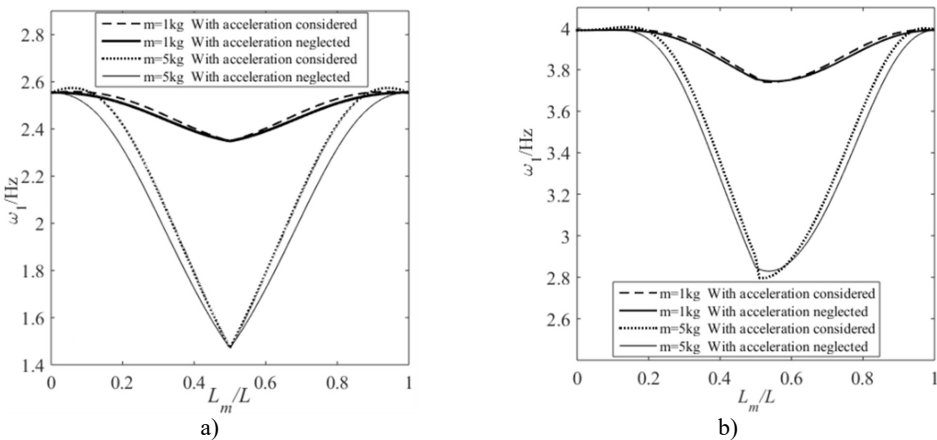 2.8
2.6
2.4
2.2
2
1.8
1.6
1.4
ω1/Hz
m=1kg With acceleration considered
m=1kg With acceleration neglected
m=5kg With acceleration considered
m=5kg With acceleration neglected
0 0.2 0.4 0.6 0.8 1
Lm/L
a)
4
3.8
3.6
3.4
3.2
3
2.8
2.6
ω1/Hz
m=1kg With acceleration considered
m=1kg With acceleration neglected
m=5kg With acceleration considered
m=5kg With acceleration neglected
0 0.2 0.4 0.6 0.8 1
Lm/L
b)